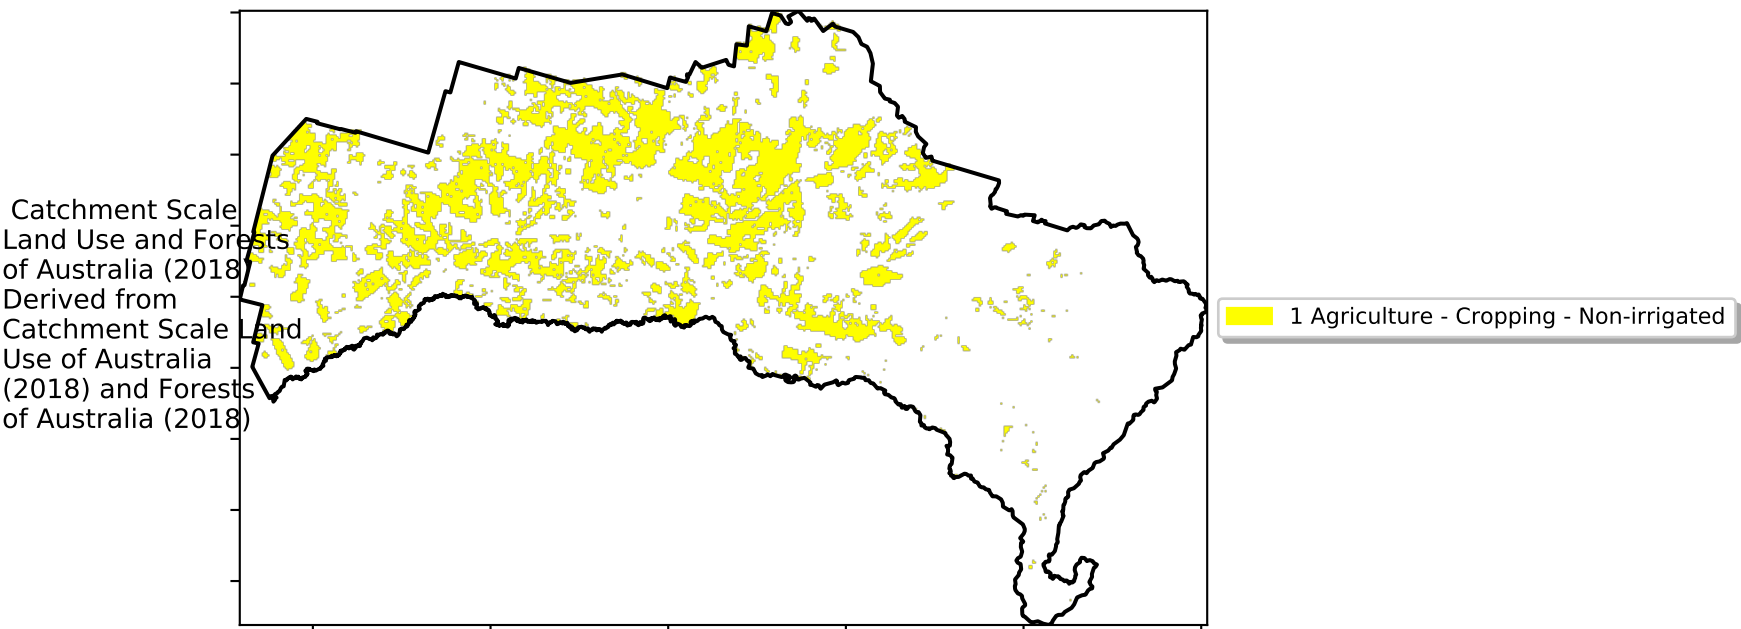 Catchment Scale
Land Use and Forests
of Australia (2018)
Derived from
Catchment Scale Land
Use of Australia
(2018) and Forests
of Australia (2018)
1 Agriculture - Cropping - Non-irrigated